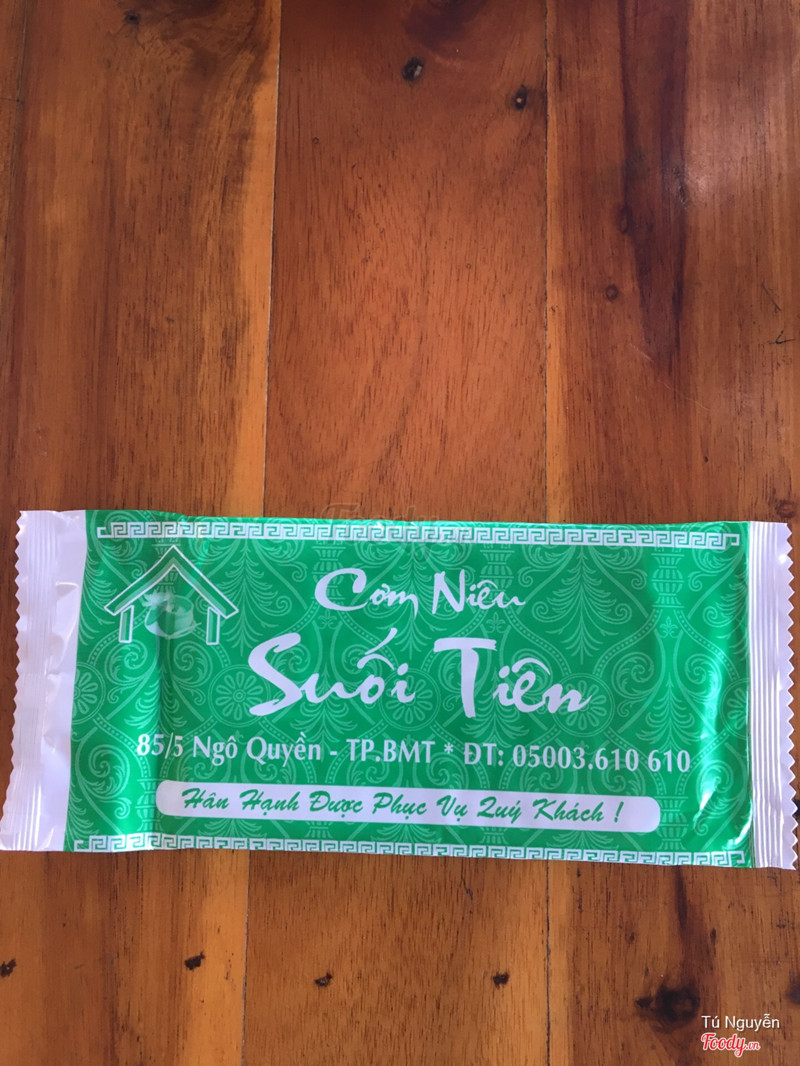 Cơm Niêu
Suối Tiên
85/5 Ngô Quyền - TP.BMT * ĐT: 05003.610 610
Hân Hạnh Được Phục Vụ Quý Khách !
Tú Nguyễn
Foody.vn